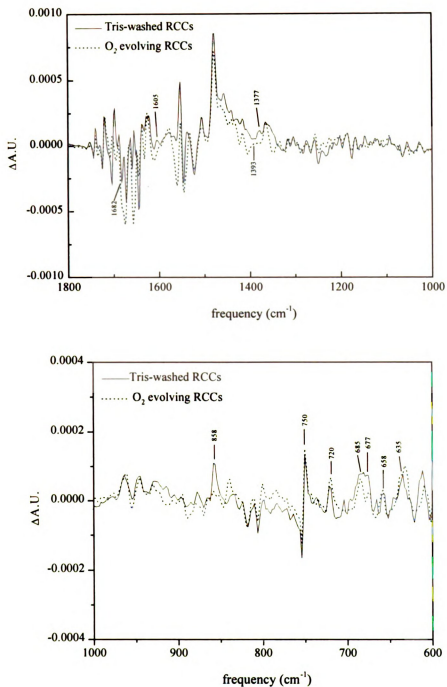 0.0010
Tris-washed RCCs
O2 evolving RCCs
0.0005
1605
1377
0.0000
ΔA.U.
1682
1393
-0.0005
-0.0010
1800 1600 1400 1200 1000
frequency (cm-1)
0.0004
Tris-washed RCCs
O2 evolving RCCs
0.0002
858
750
720
685
677
658
635
0.0000
ΔA.U.
-0.0002
-0.0004
1000 900 800 700 600
frequency (cm-1)